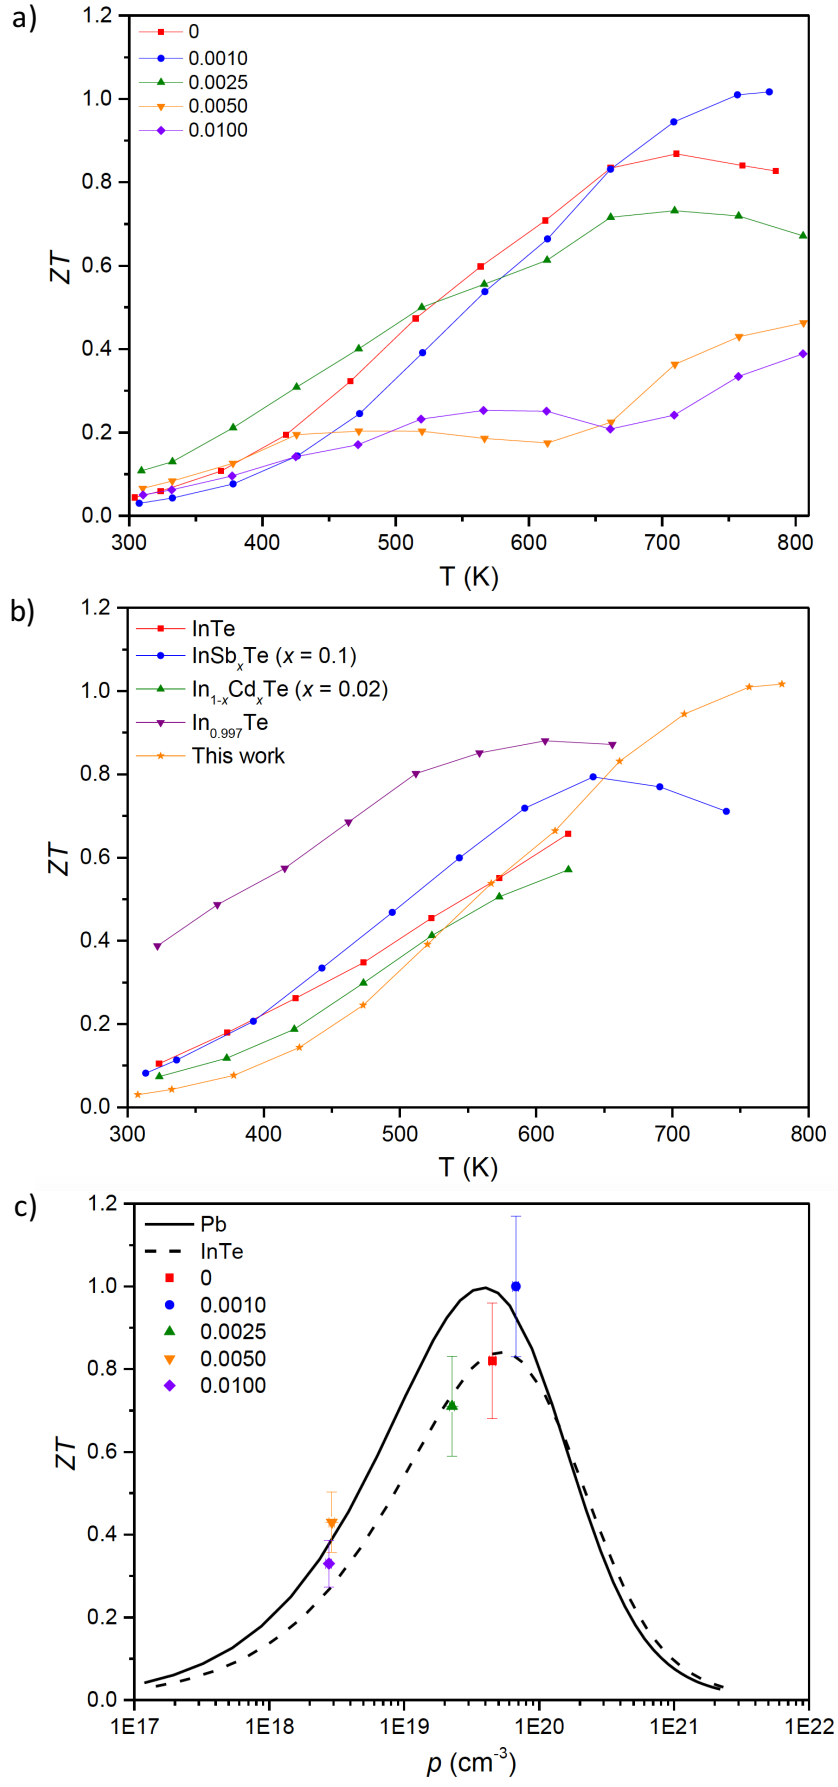 a)
1.2
1.0
0.8
0.6
0.4
0.2
0.0
ZT
0
0.0010
0.0025
0.0050
0.0100
300 400 500 600 700 800
T (K)
b)
1.2
1.0
0.8
0.6
0.4
0.2
0.0
ZT
InTe
InSbxTe (x = 0.1)
In1-xCdxTe (x = 0.02)
In0.997Te
This work
300 400 500 600 700 800
T (K)
c)
1.2
1.0
0.8
0.6
0.4
0.2
0.0
ZT
Pb
InTe
0
0.0010
0.0025
0.0050
0.0100
1E17 1E18 1E19 1E20 1E21 1E22
p (cm-3)